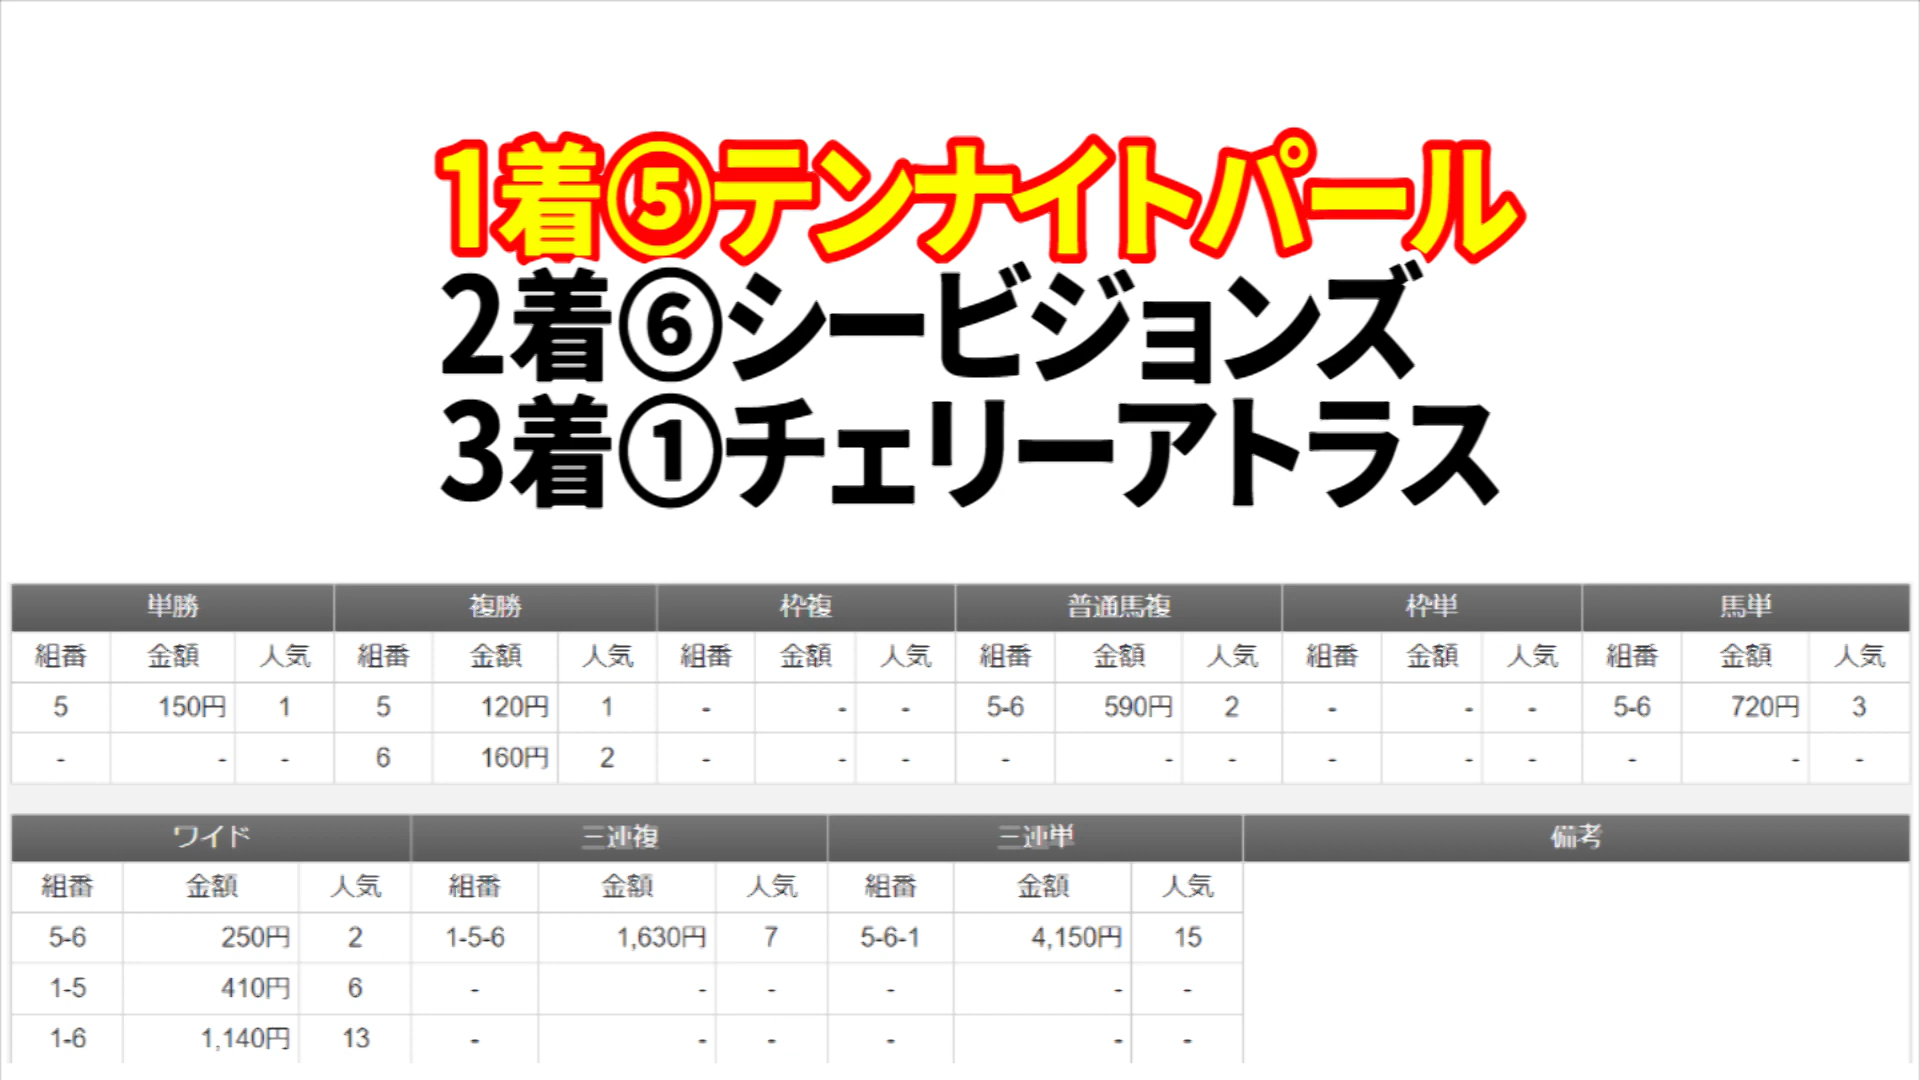 1着⑤テンナイトパール
2着⑥シービジョンズ
3着①チェリーアトラス
単勝 複勝 枠複 普通馬複 枠単 馬単
組番 金額 人気 組番 金額 人気 組番 金額 人気 組番 金額 人気 組番 金額 人気 組番 金額 人気
5 150円 1 5 120円 1 - - - 5-6 590円 2 - - - 5-6 720円 3
- - - 6 160円 2 - - - - - - - - - - - -
ワイド 三連複 三連単 備考
組番 金額 人気 組番 金額 人気 組番 金額 人気
5-6 250円 2 1-5-6 1,630円 7 5-6-1 4,150円 15
1-5 410円 6 - - - - - -
1-6 1,140円 13 - - - - - -